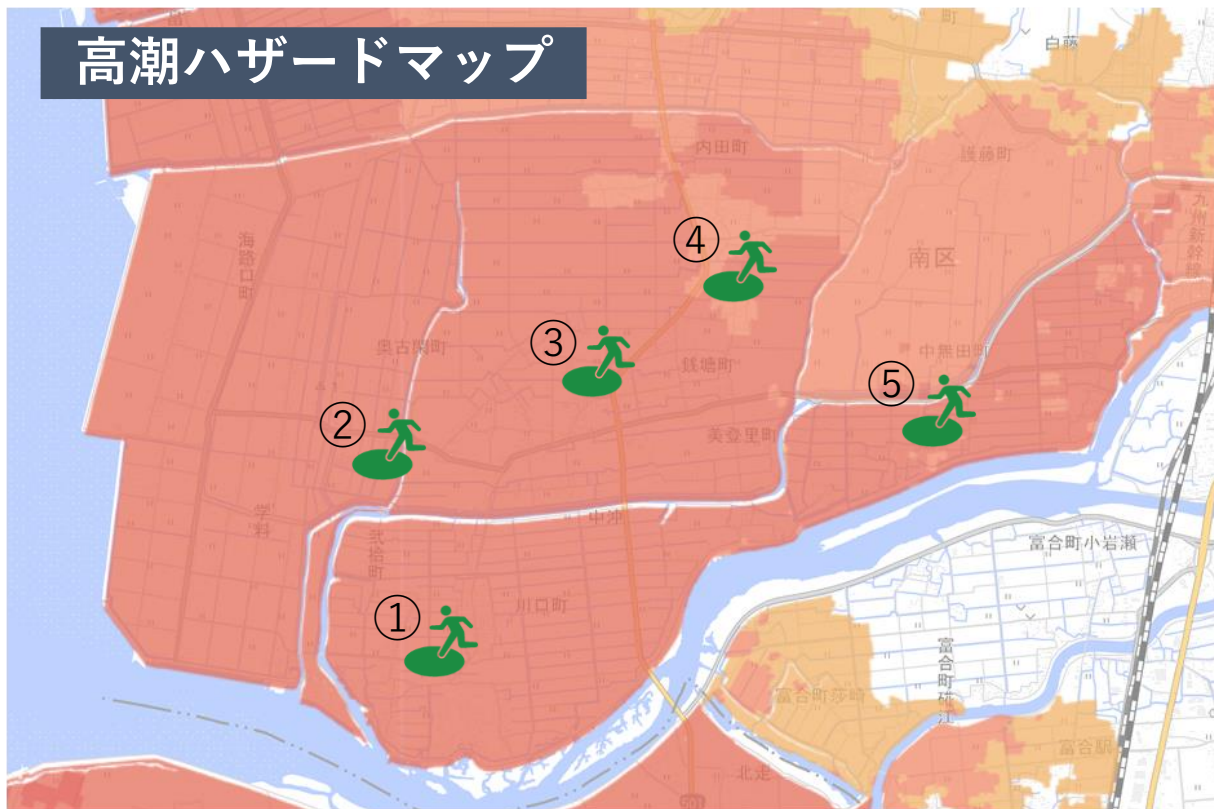 高潮ハザードマップ
町
白藤
内田町
護藤町
九州新幹線
海路口町
④
南区
③
奥古閑町
銭塘町
中無田町
⑤
②
美登里町
学料
中沖
弐拾町
富合町小岩瀬
①
川口町
富合町硴江
富合町莎崎
富合駅
北走
501